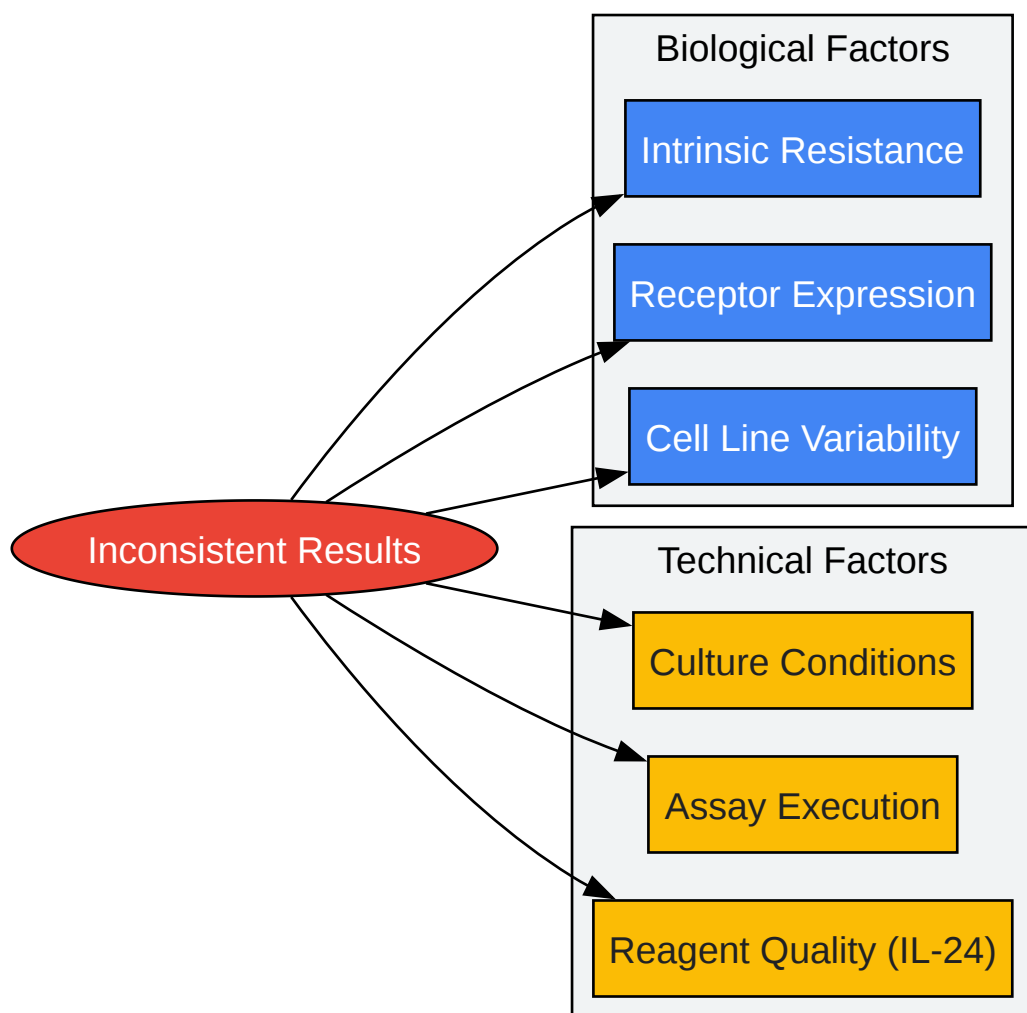 Biological Factors
Intrinsic Resistance
Receptor Expression
Cell Line Variability
Inconsistent Results
Technical Factors
Culture Conditions
Assay Execution
Reagent Quality (IL-24)